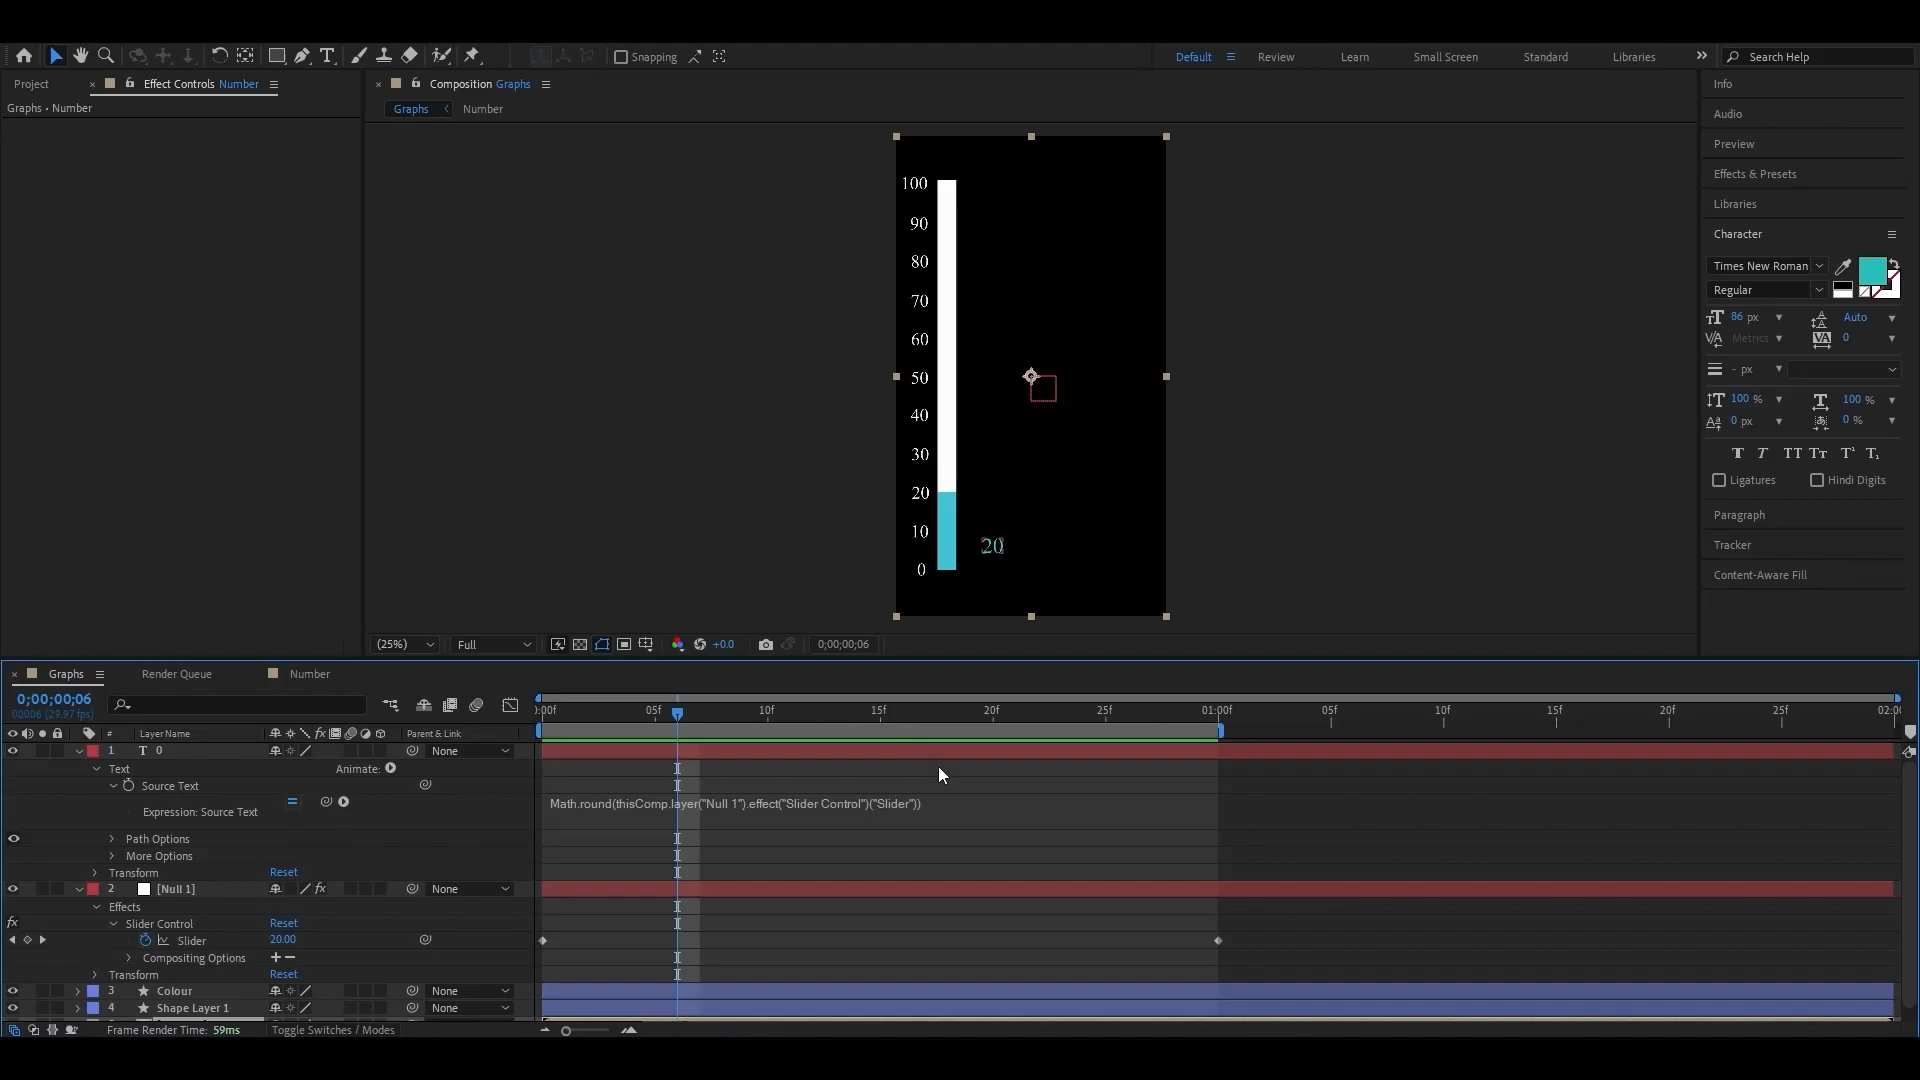 Snapping
Default
Review
Learn
Small Screen
Standard
Libraries
Search Help
Project
Effect Controls Number
Composition Graphs
Info
Graphs • Number
Graphs
Number
Audio
Preview
Effects & Presets
Libraries
Character
Times New Roman
Regular
86 px
Auto
Metrics
0
- px
100 %
100 %
0 px
0 %
T T TT Tt T¹ T₁
Ligatures
Hindi Digits
Paragraph
Tracker
Content-Aware Fill
100
90
80
70
60
50
40
30
20
10
0
20
(25%)
Full
+0.0
0;00;00;06
Graphs
Render Queue
Number
0;00;00;06
00006 (29.97 fps)
:00f 05f 10f 15f 20f 25f 01:00f 05f 10f 15f 20f 25f 02:00
# Layer Name
fx
Parent & Link
1 T 0
None
Text
Animate:
Source Text
Expression: Source Text
Math.round(thisComp.layer("Null 1").effect("Slider Control")("Slider"))
Path Options
More Options
Transform
Reset
2 [Null 1]
fx
None
Effects
fx
Slider Control
Reset
Slider
20.00
Compositing Options
+ −
Transform
Reset
3 Colour
None
4 Shape Layer 1
None
Frame Render Time: 59ms
Toggle Switches / Modes